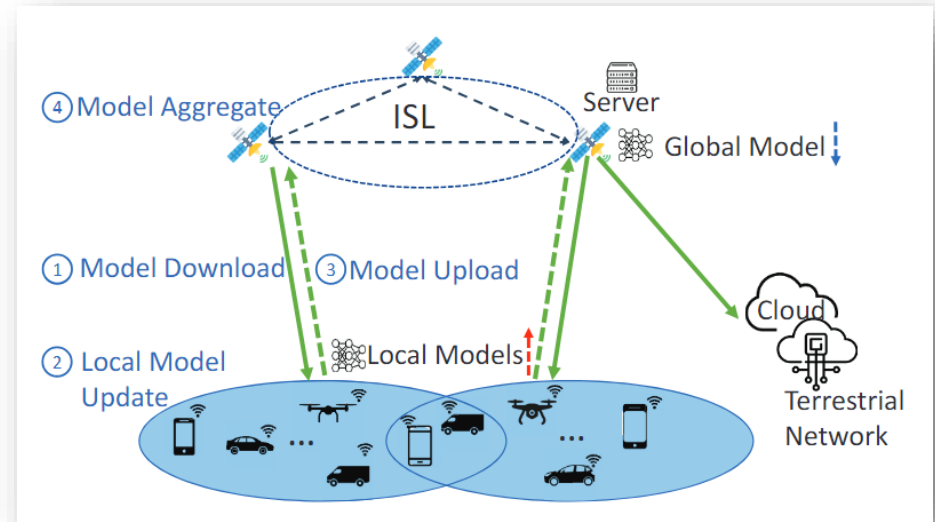 ④ Model Aggregate
ISL
Server
Global Model
① Model Download
③ Model Upload
Cloud
② Local Model
Update
Local Models
Terrestrial
Network